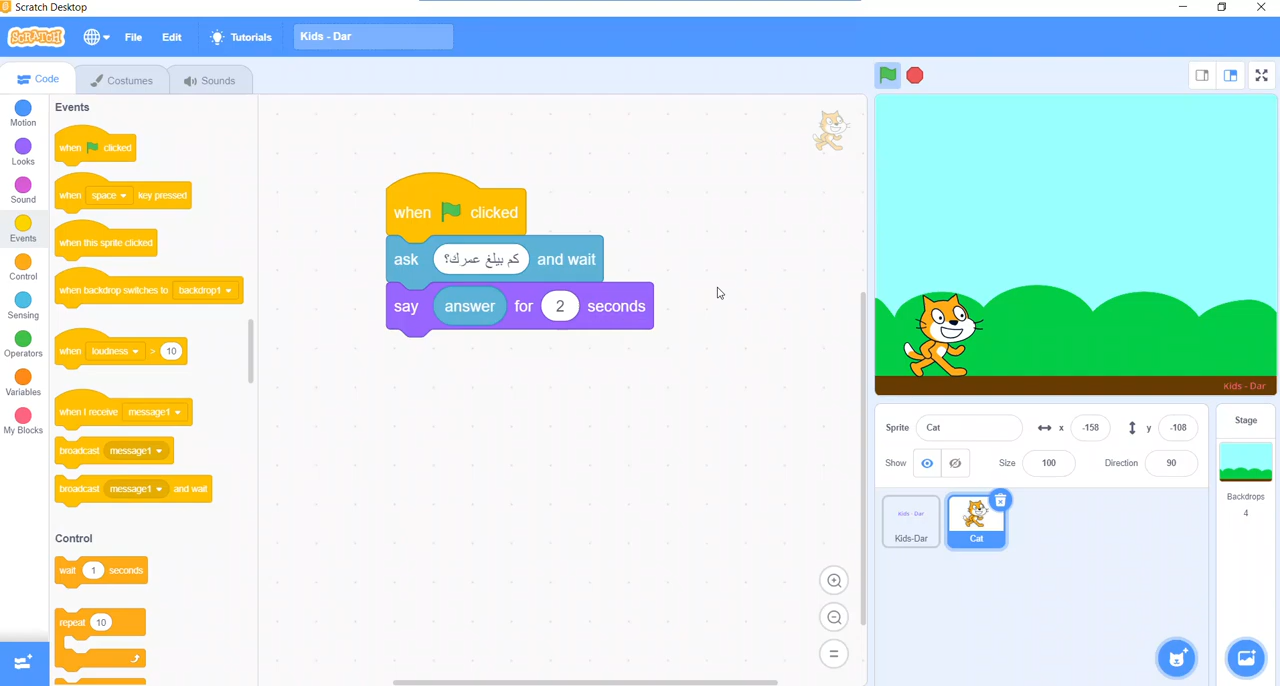 Scratch Desktop
SCRATCH
File Edit Tutorials Kids - Dar
Code Costumes Sounds
Motion
Looks
Sound
Events
Control
Sensing
Operators
Variables
My Blocks
Events
when clicked
when space key pressed
when this sprite clicked
when backdrop switches to backdrop1
when loudness > 10
when I receive message1
broadcast message1
broadcast message1 and wait
Control
wait 1 seconds
repeat 10
when clicked
ask كم بيلغ عمرك؟ and wait
say answer for 2 seconds
Kids - Dar
Sprite Cat x -158 y -108
Show Size 100 Direction 90
Kids - Dar
Kids-Dar
Cat
Stage
Backdrops
4